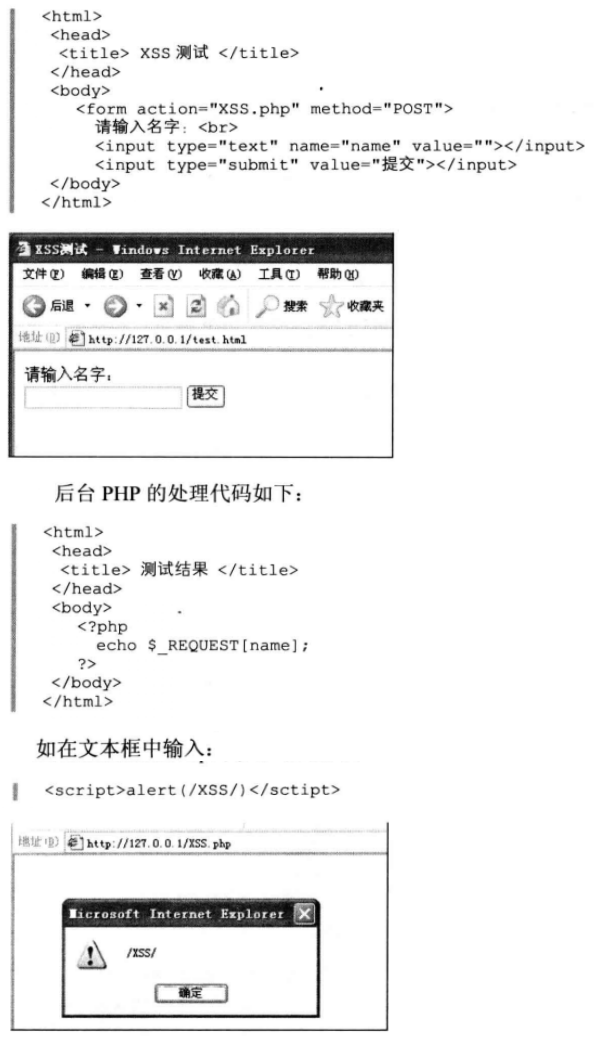 <html>
<head>
<title> XSS 测试 </title>
</head>
<body>
<form action="XSS.php" method="POST">
请输入名字: <br>
<input type="text" name="name" value=""></input>
<input type="submit" value="提交"></input>
</body>
</html>
XSS测试 - Windows Internet Explorer
文件(F) 编辑(E) 查看(V) 收藏(A) 工具(T) 帮助(H)
后退 搜索 收藏夹
地址(D) http://127.0.0.1/test.html
请输入名字:
提交
后台 PHP 的处理代码如下:
<html>
<head>
<title> 测试结果 </title>
</head>
<body>
<?php
echo $_REQUEST[name];
?>
</body>
</html>
如在文本框中输入:
<script>alert(/XSS/)</sctipt>
地址(D) http://127.0.0.1/XSS.php
Microsoft Internet Explorer
/XSS/
确定